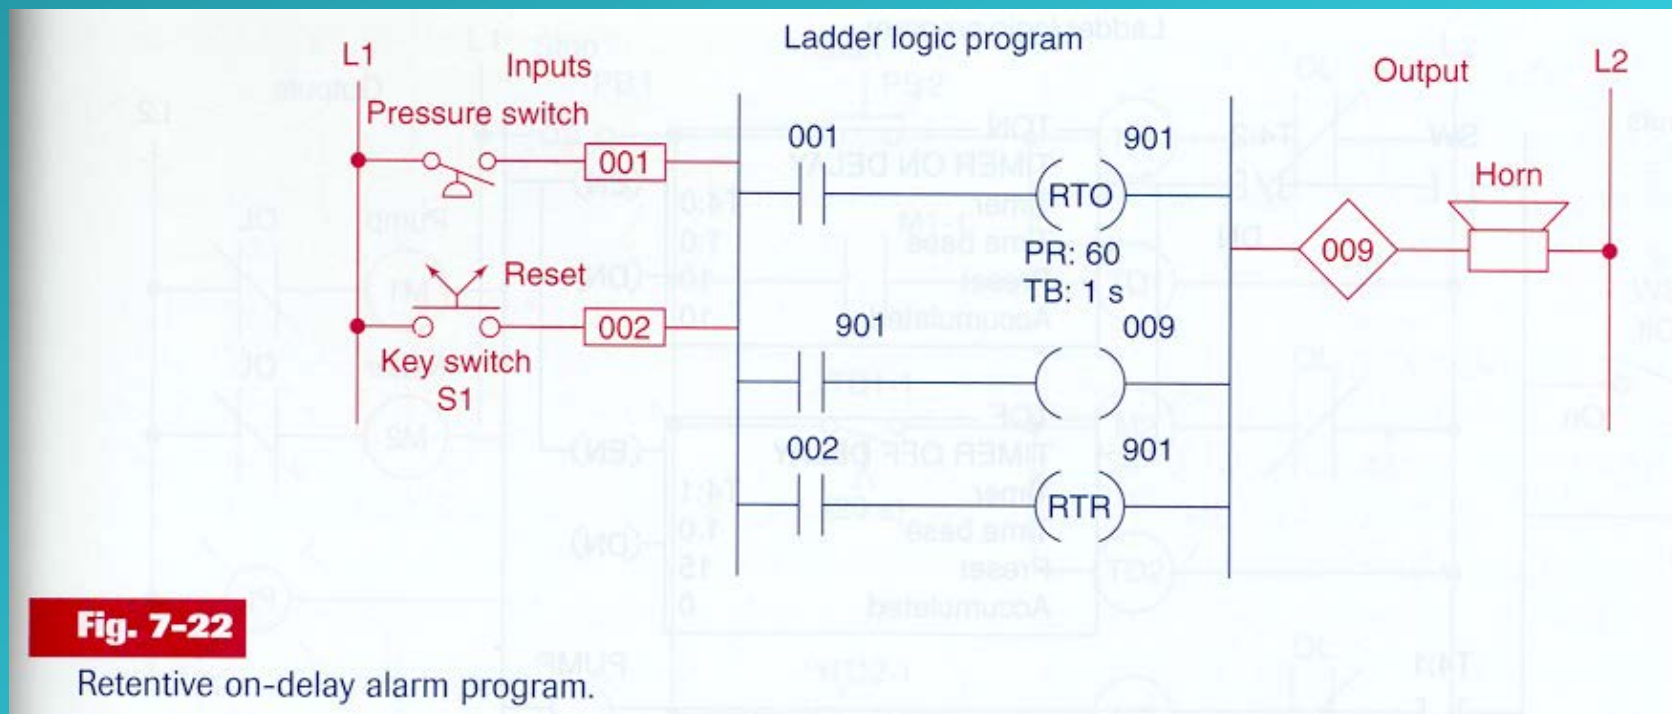 Ladder logic program
L1
Inputs
Output
L2
Pressure switch
001
001
901
RTO
PR: 60
TB: 1 s
Horn
009
Reset
002
Key switch
S1
901
009
002
901
RTR
Fig. 7-22
Retentive on-delay alarm program.